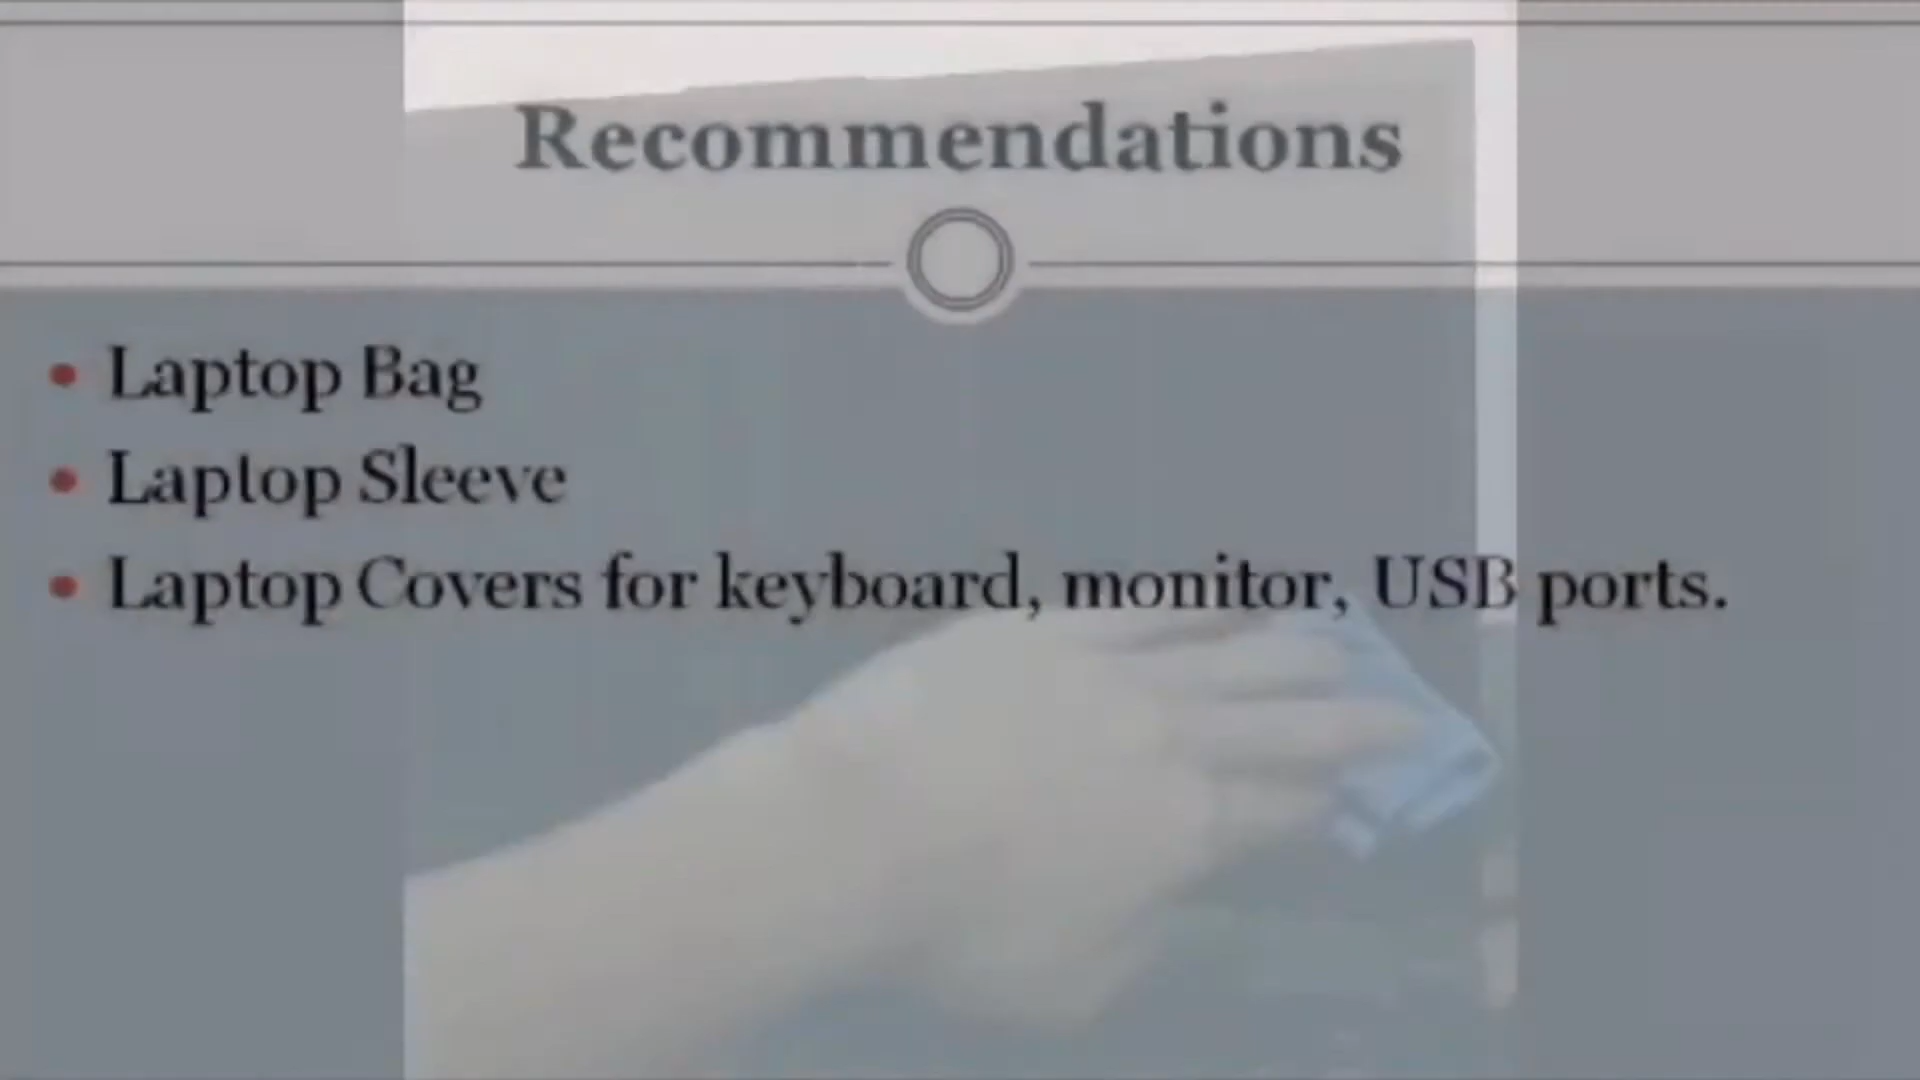 Recommendations
Laptop Bag
Laptop Sleeve
Laptop Covers for keyboard, monitor, USB ports.